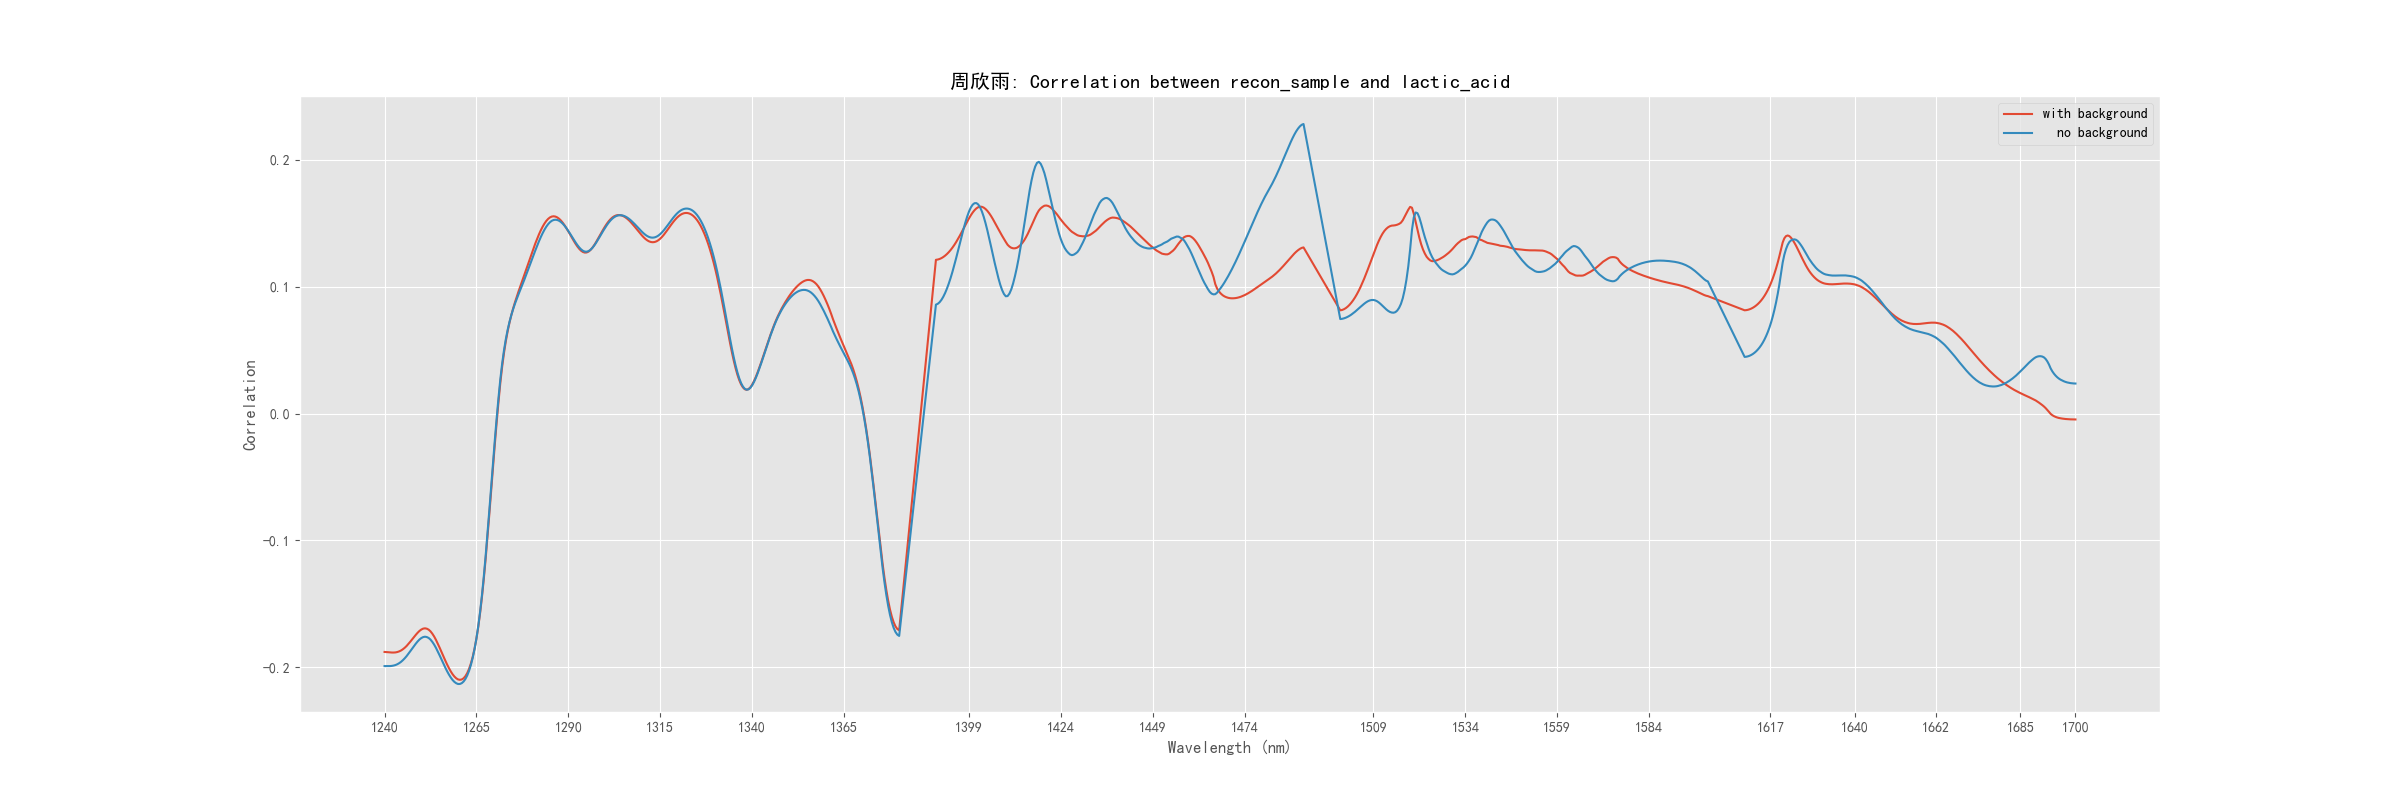 周欣雨: Correlation between recon_sample and lactic_acid
with background
no background
Correlation
0.2
0.1
0.0
−0.1
−0.2
1240 1265 1290 1315 1340 1365 1399 1424 1449 1474 1509 1534 1559 1584 1617 1640 1662 1685 1700
Wavelength (nm)